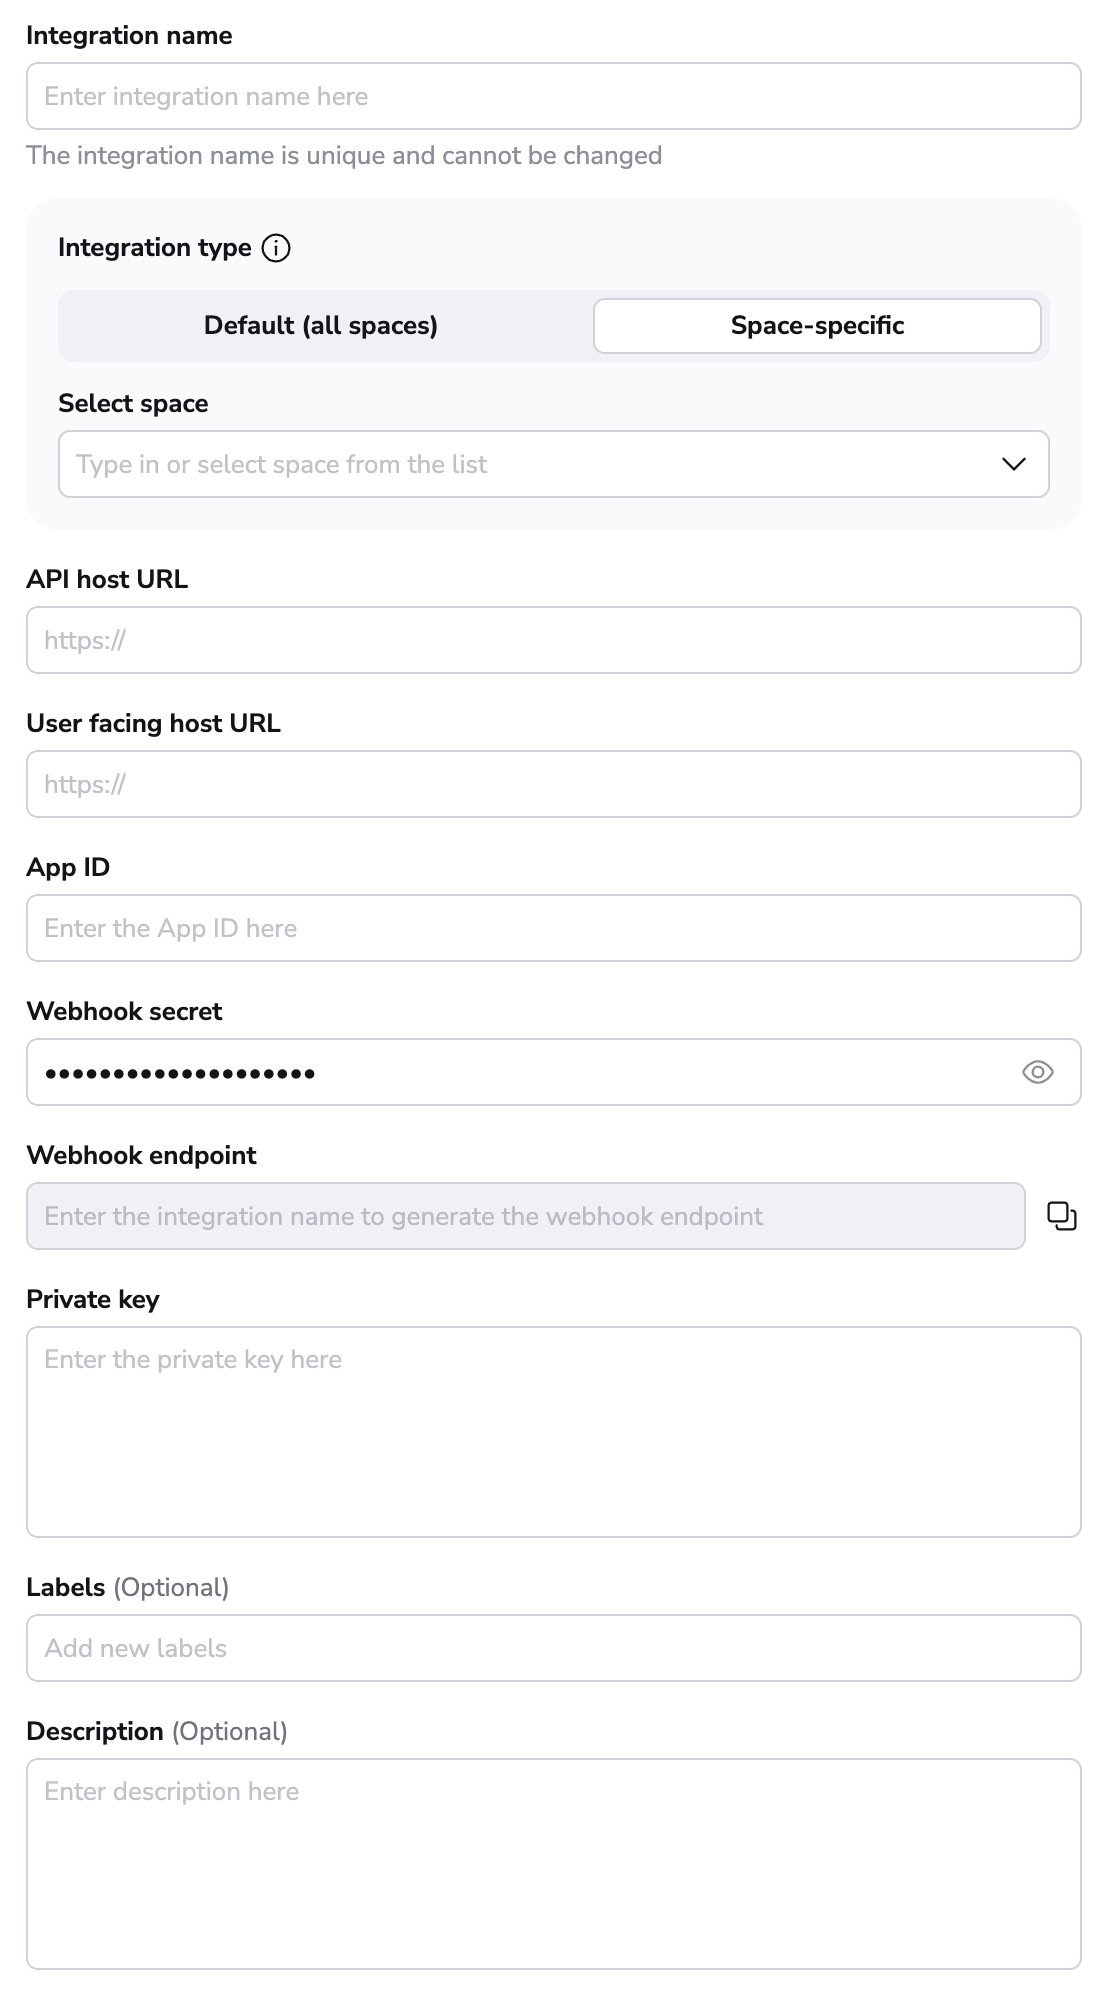 Integration name
Enter integration name here
The integration name is unique and cannot be changed
Integration type
Default (all spaces) Space-specific
Select space
Type in or select space from the list
API host URL
https://
User facing host URL
https://
App ID
Enter the App ID here
Webhook secret
••••••••••••••••••••
Webhook endpoint
Enter the integration name to generate the webhook endpoint
Private key
Enter the private key here
Labels (Optional)
Add new labels
Description (Optional)
Enter description here